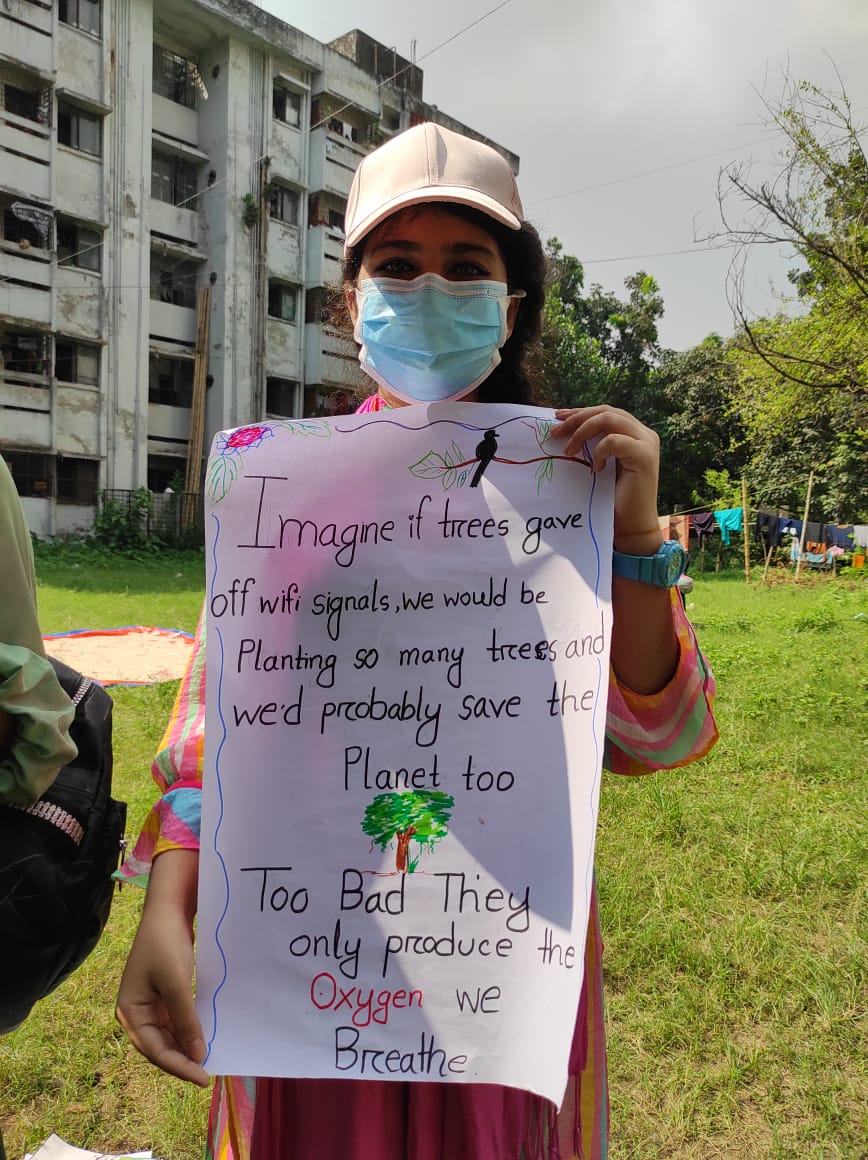 Imagine if trees gave
off wifi signals, we would be
Planting so many trees and
we'd probably save the
Planet too
Too Bad They
only produce the
Oxygen we
Breathe.